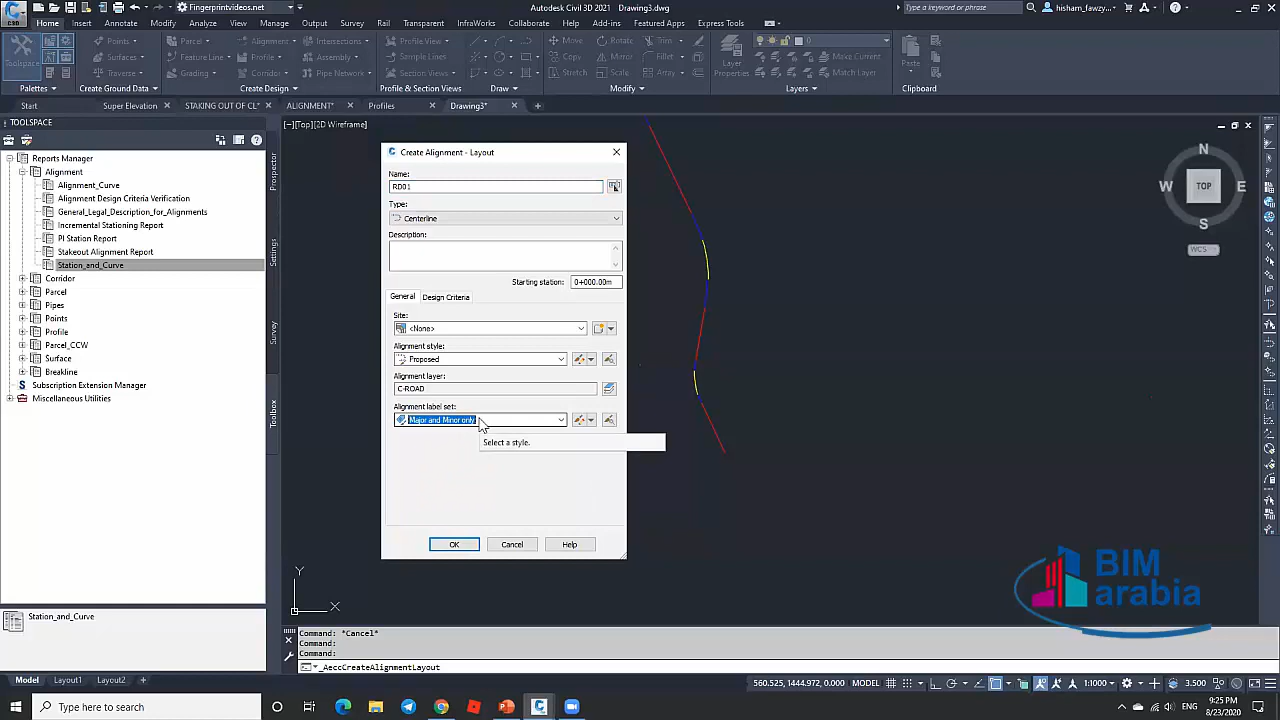 Fingerprintvideos.net
Autodesk Civil 3D 2021 Drawing3.dwg
Type a keyword or phrase
hisham_fawzy...
Home Insert Annotate Modify Analyze View Manage Output Survey Rail Transparent InfraWorks Collaborate Help Add-ins Featured Apps Express Tools
Points Parcel Alignment Intersections Profile View Move Rotate Trim 0
Toolspace Surfaces Feature Line Profile Assembly Sample Lines Copy Mirror Fillet Layer Properties Make Current Paste
Traverse Grading Corridor Pipe Network Section Views Stretch Scale Array Match Layer
Palettes Create Ground Data Create Design Profile & Section Views Draw Modify Layers Clipboard
Start Super Elevation STAKING OUT OF CL* ALIGNMENT* Profiles Drawing3*
TOOLSPACE
[−][Top][2D Wireframe]
Reports Manager
Alignment
Alignment_Curve
Alignment Design Criteria Verification
General_Legal_Description_for_Alignments
Incremental Stationing Report
PI Station Report
Stakeout Alignment Report
Station_and_Curve
Corridor
Parcel
Pipes
Points
Profile
Parcel_CCW
Surface
Breakline
Subscription Extension Manager
Miscellaneous Utilities
Prospector
Settings
Survey
Toolbox
Station_and_Curve
Create Alignment - Layout
Name:
RD01
Type:
Centerline
Description:
Starting station: 0+000.00m
General Design Criteria
Site:
<None>
Alignment style:
Proposed
Alignment layer:
C-ROAD
Alignment label set:
Major and Minor only
Select a style.
OK Cancel Help
N
W TOP E
S
WCS
BIM
arabia
Y
X
Command: *Cancel*
Command:
Command:
_AeccCreateAlignmentLayout
Model Layout1 Layout2
560.525, 1444.972, 0.000 MODEL 1:1000 3.500
Type here to search
ENG
9:25 PM
8/23/2020